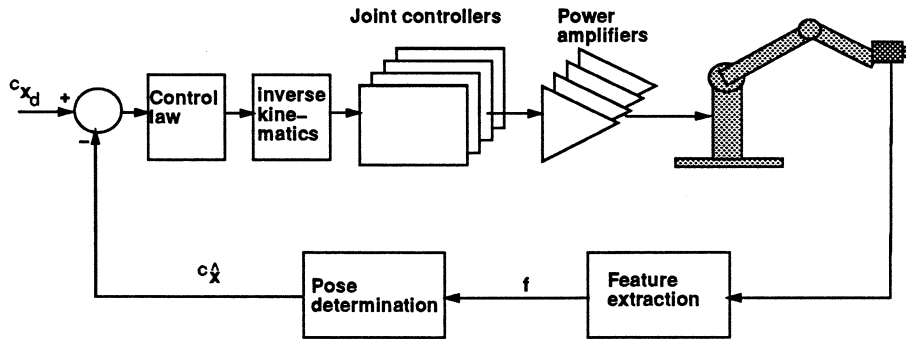 Joint controllers
Power
amplifiers
c x d
+
−
Control
law
inverse
kine–
matics
c x̂
Pose
determination
f
Feature
extraction